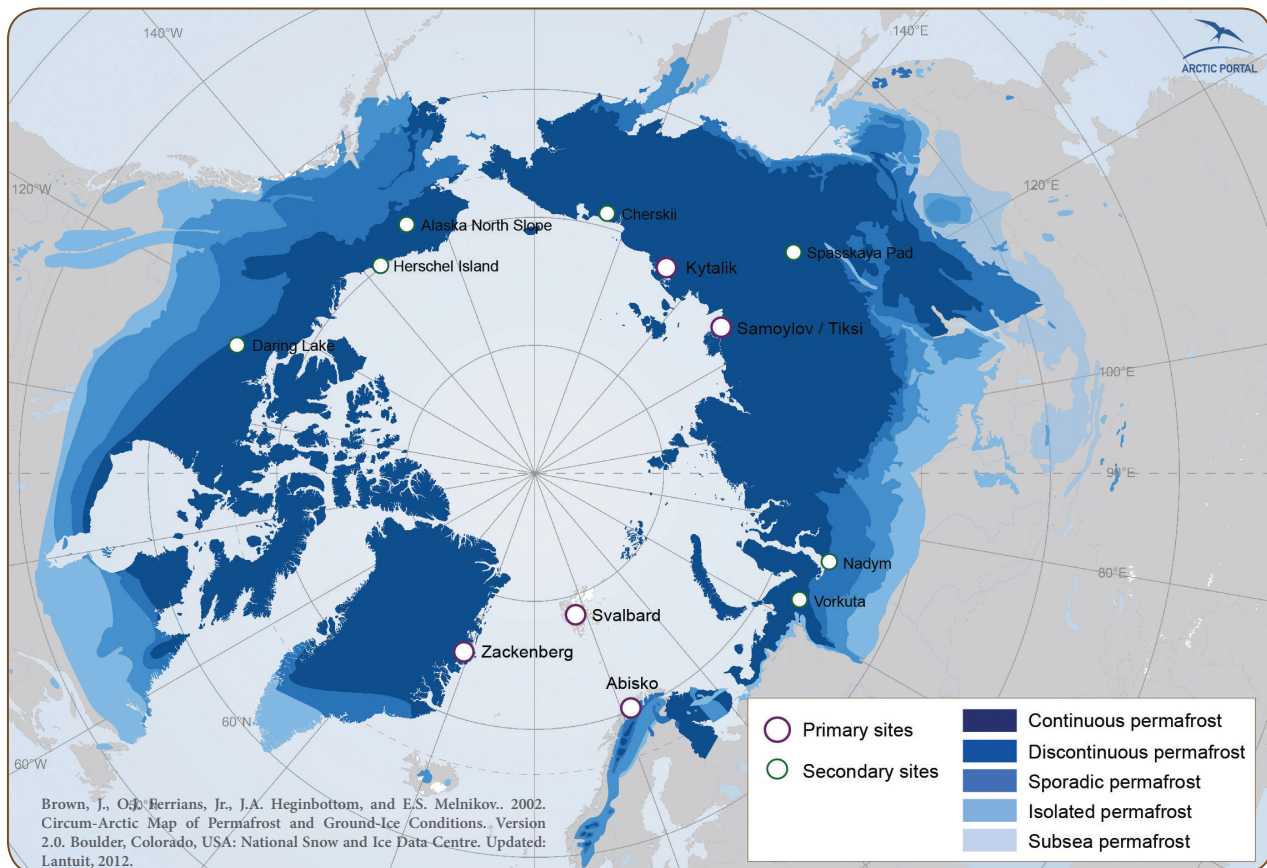 140°W
140°E
ARCTIC PORTAL
120°W
120°E
Cherskii
Alaska North Slope
Spasskaya Pad
Herschel Island
Kytalik
Samoylov / Tiksi
Daring Lake
100°E
90°E
Nadym
80°E
Vorkuta
Svalbard
Zackenberg
Abisko
60°N
60°W
50°W
Primary sites
Secondary sites
Continuous permafrost
Discontinuous permafrost
Sporadic permafrost
Isolated permafrost
Subsea permafrost
Brown, J., O.J. Ferrians, Jr., J.A. Heginbottom, and E.S. Melnikov.. 2002.
Circum-Arctic Map of Permafrost and Ground-Ice Conditions. Version
2.0. Boulder, Colorado, USA: National Snow and Ice Data Centre. Updated:
Lantuit, 2012.